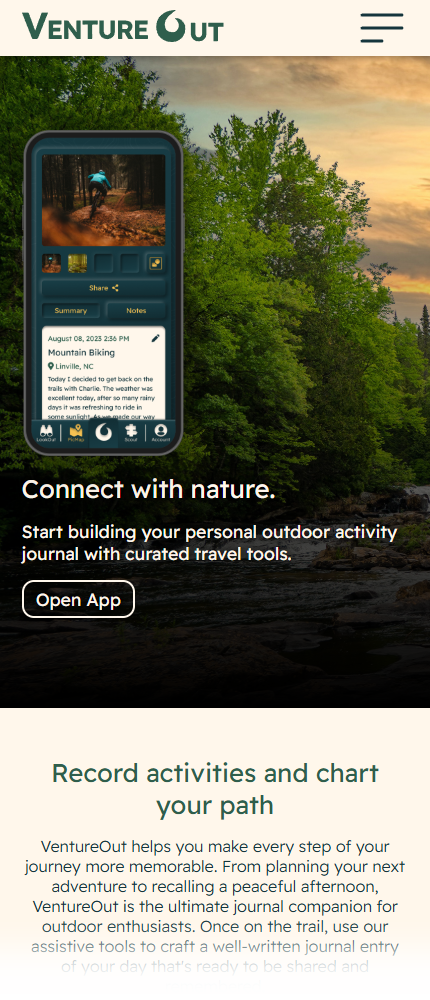 VENTURE OUT
Share
Summary
Notes
August 08, 2023 2:36 PM
Mountain Biking
Linville, NC
Today I decided to get back on the
trails with Charlie. The weather was
excellent today, after so many rainy
days it was refreshing to ride in
some sunlight. As we made our way
LookOut
PicMap
Scout
Account
Connect with nature.
Start building your personal outdoor activity
journal with curated travel tools.
Open App
Record activities and chart
your path
VentureOut helps you make every step of your
journey more memorable. From planning your next
adventure to recalling a peaceful afternoon,
VentureOut is the ultimate journal companion for
outdoor enthusiasts. Once on the trail, use our
assistive tools to craft a well-written journal entry
of your day that's ready to be shared and